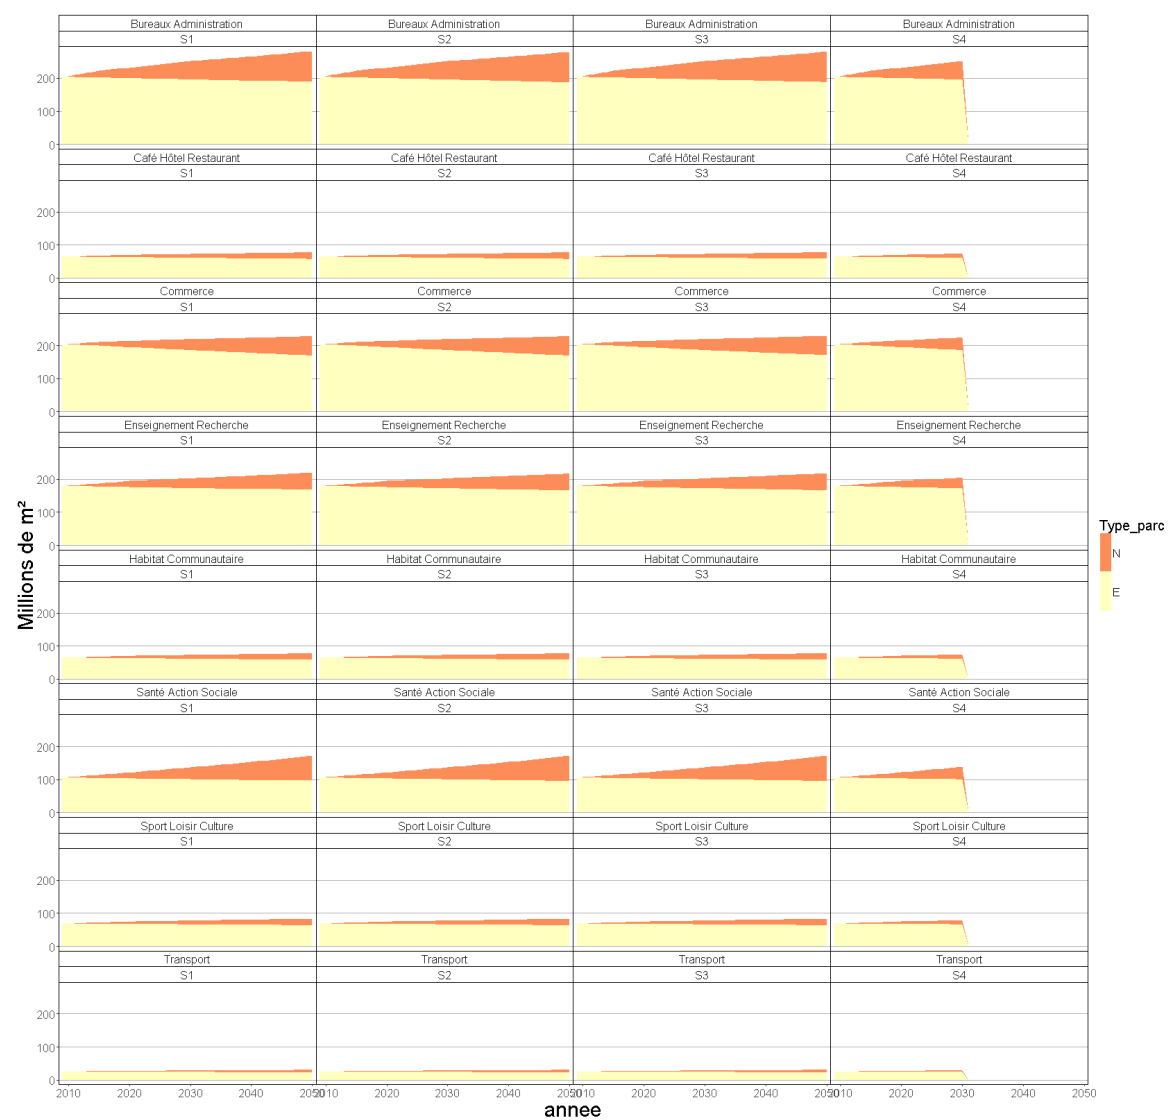 Bureaux Administration Bureaux Administration Bureaux Administration Bureaux Administration
S1 S2 S3 S4
200
100
0
Café Hôtel Restaurant Café Hôtel Restaurant Café Hôtel Restaurant Café Hôtel Restaurant
S1 S2 S3 S4
200
100
0
Commerce Commerce Commerce Commerce
S1 S2 S3 S4
200
100
0
Enseignement Recherche Enseignement Recherche Enseignement Recherche Enseignement Recherche
S1 S2 S3 S4
200
100
0
Habitat Communautaire Habitat Communautaire Habitat Communautaire Habitat Communautaire
S1 S2 S3 S4
200
100
0
Santé Action Sociale Santé Action Sociale Santé Action Sociale Santé Action Sociale
S1 S2 S3 S4
200
100
0
Sport Loisir Culture Sport Loisir Culture Sport Loisir Culture Sport Loisir Culture
S1 S2 S3 S4
200
100
0
Transport Transport Transport Transport
S1 S2 S3 S4
200
100
0
2010 2020 2030 2040 2050 2010 2020 2030 2040 2050 2010 2020 2030 2040 2050 2010 2020 2030 2040 2050
annee
Millions de m²
Type_parc
N
E